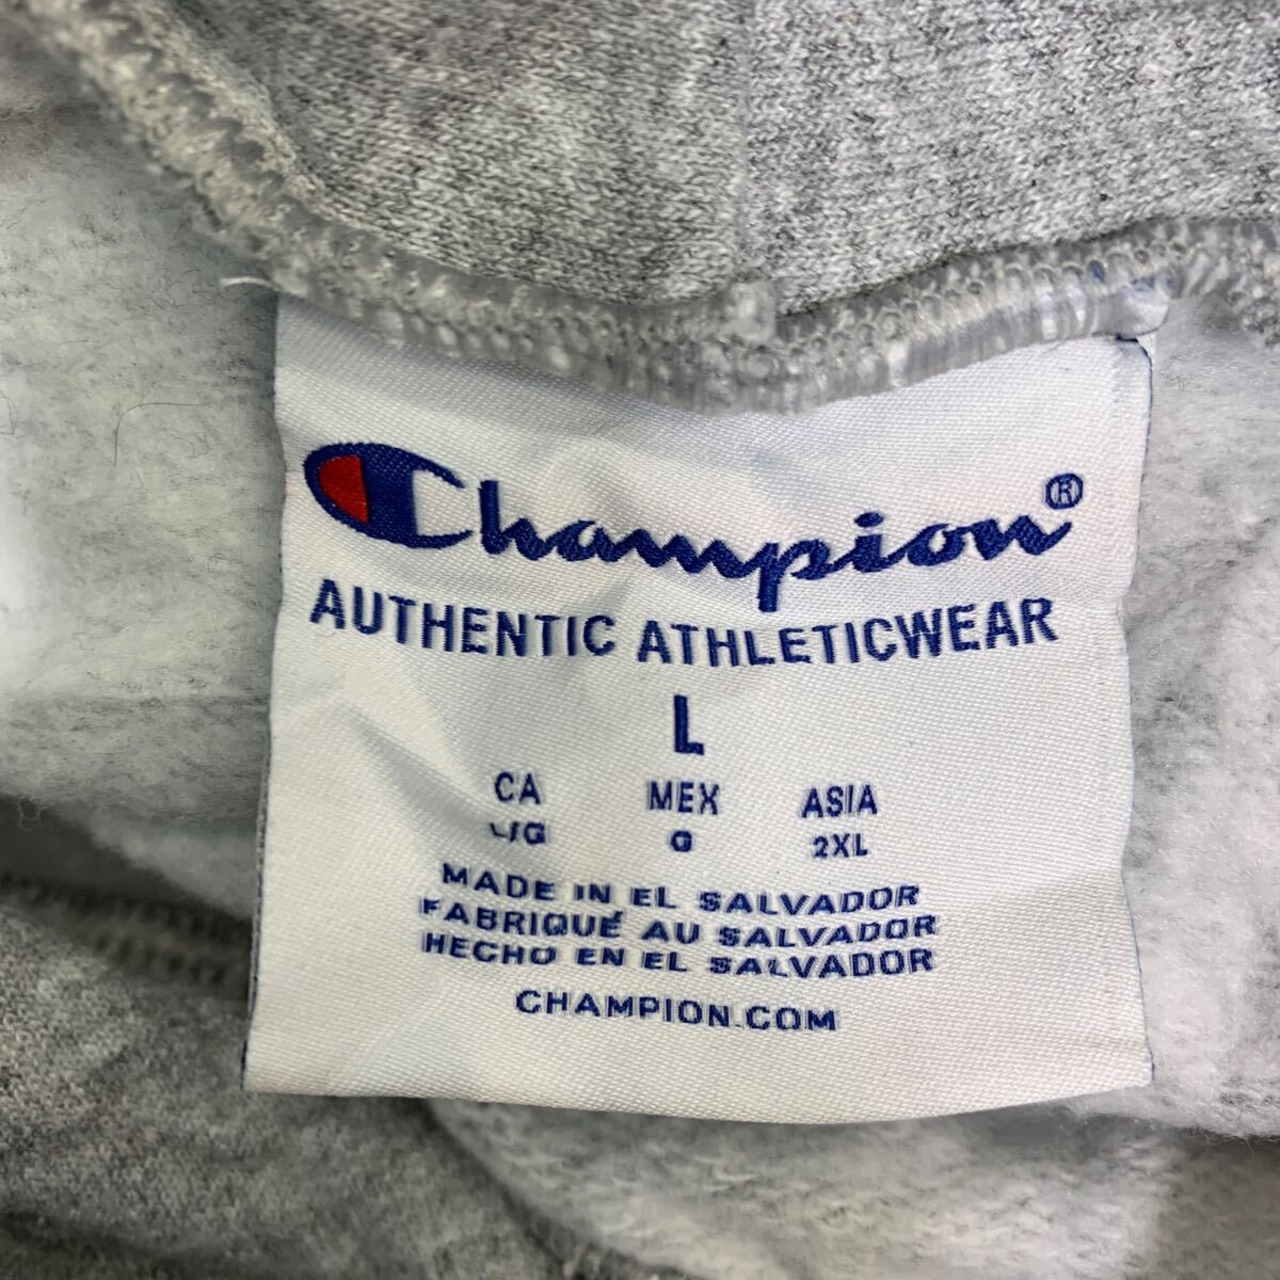 Champion®
AUTHENTIC ATHLETICWEAR
L
CA MEX ASIA
L/G G 2XL
MADE IN EL SALVADOR
FABRIQUÉ AU SALVADOR
HECHO EN EL SALVADOR
CHAMPION.COM